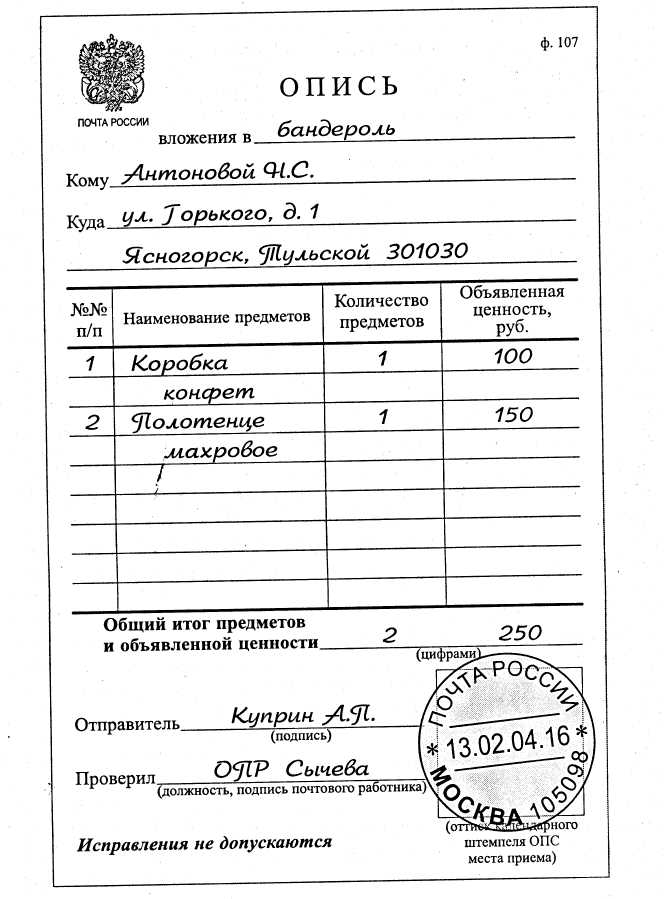 ф. 107
ОПИСЬ
ПОЧТА РОССИИ
вложения в бандероль
Кому Антоновой Н.С.
Куда ул. Горького, д. 1
Ясногорск, Тульской 301030
№№ п/п Наименование предметов Количество предметов Объявленная ценность, руб.
1 Коробка 1 100
конфет
2 Полотенце 1 150
махровое
Общий итог предметов
и объявленной ценности 2 250
(цифрами)
Отправитель Куприн А.П.
(подпись)
Проверил ОПР Сычева
(должность, подпись почтового работника)
ПОЧТА РОССИИ
* 13.02.04.16 *
МОСКВА 105098
(оттиск календарного
штемпеля ОПС
места приема)
Исправления не допускаются